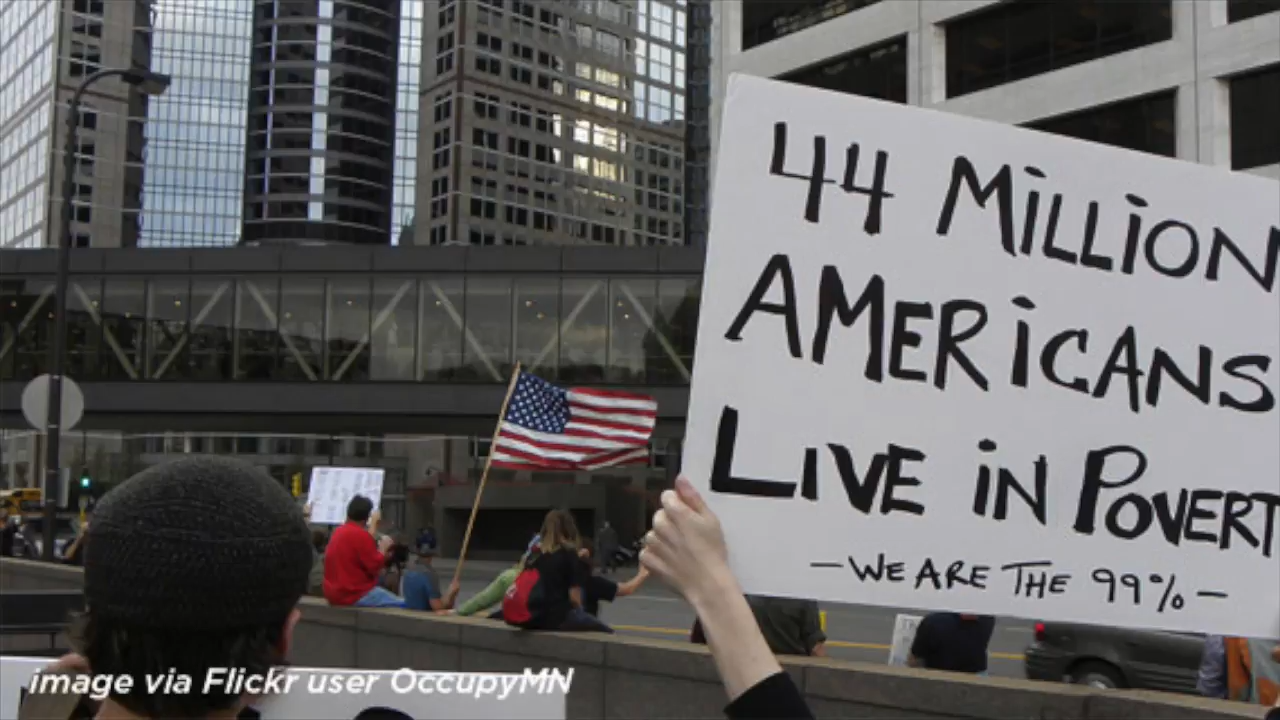 44 MILLION
AMERICANS
LIVE IN POVERT
-WE ARE THE 99%-
image via Flickr user OccupyMN